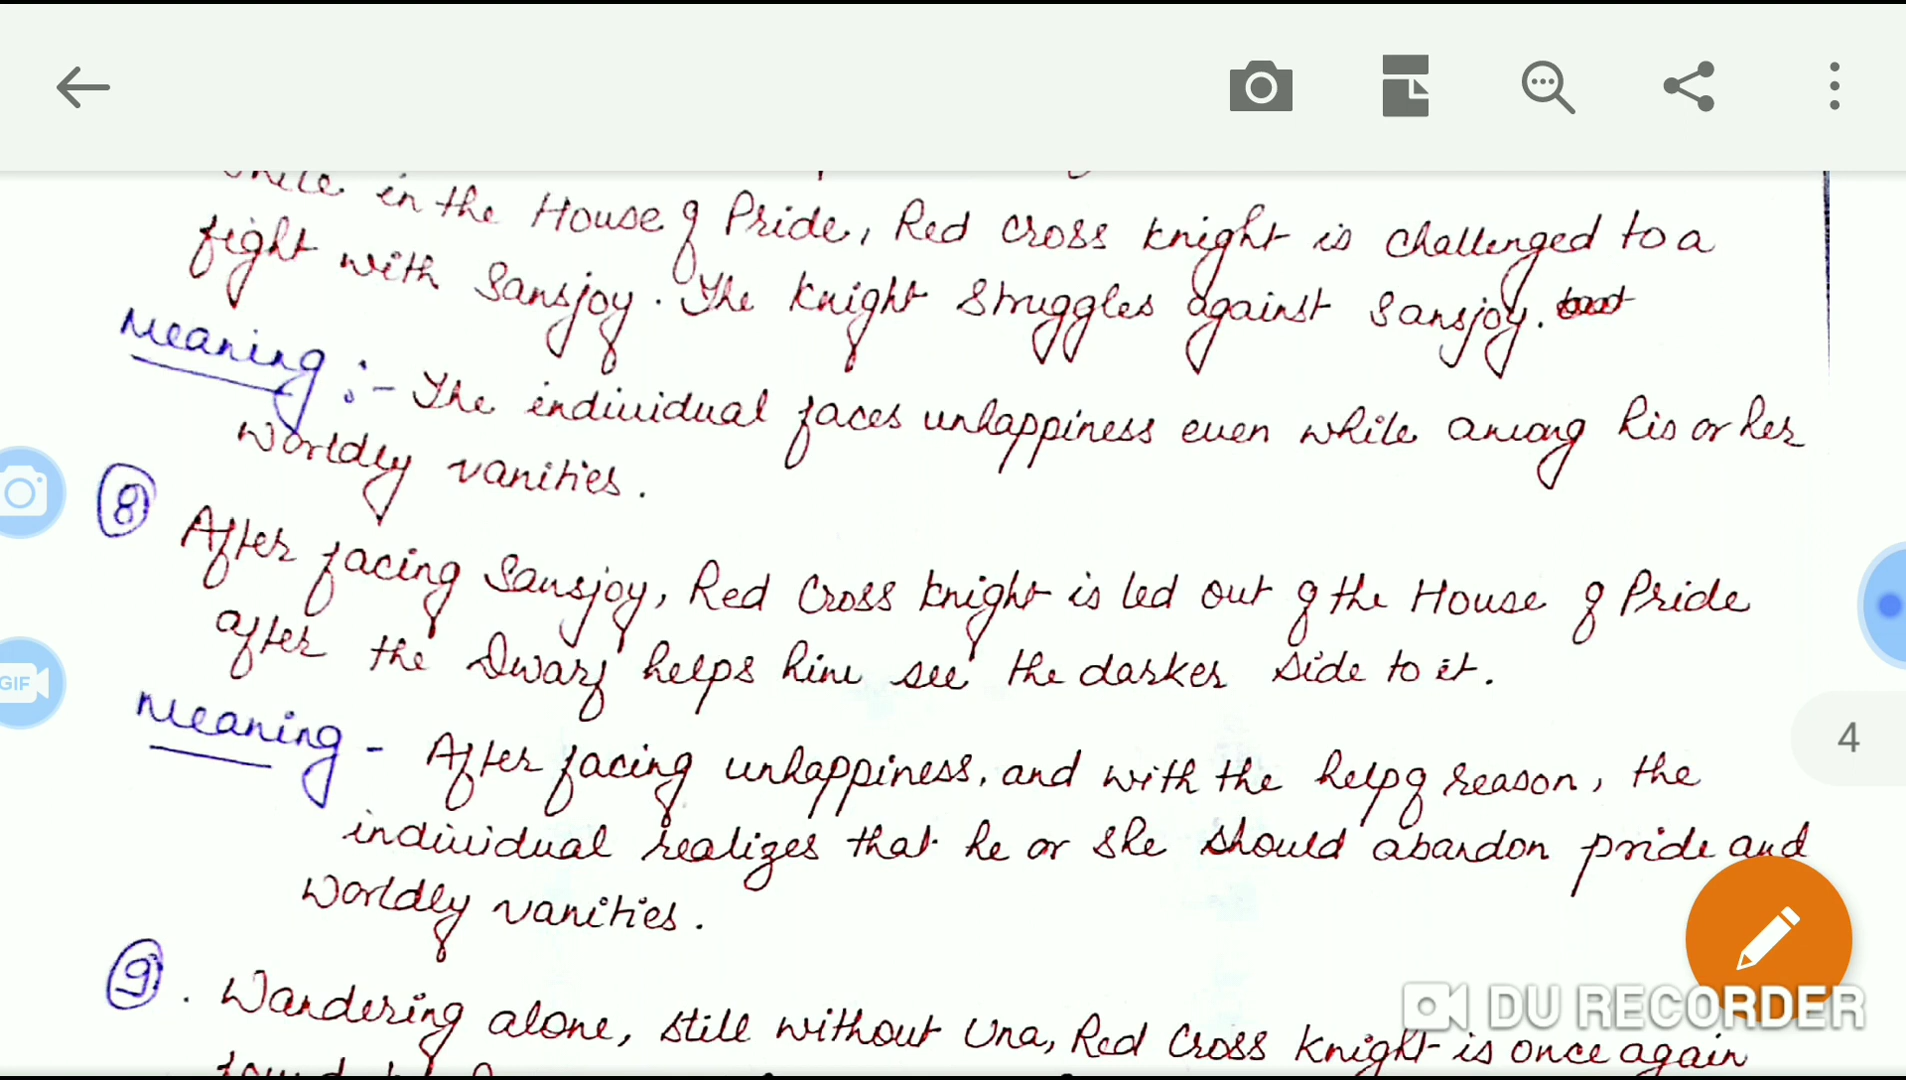 while in the House of Pride, Red Cross Knight is challenged to a
fight with Sansjoy. The Knight struggles against Sansjoy.
Meaning :- The individual faces unhappiness even while among his or her
worldly vanities.
8
After facing Sansjoy, Red Cross Knight is led out of the House of Pride
after the Dwarf helps him see the darker side to it.
Meaning - After facing unhappiness, and with the help of reason, the
individual realizes that he or she should abandon pride and
worldly vanities.
9. Wandering alone, still without Una, Red Cross Knight is once again
found by
GIF
4
DU RECORDER